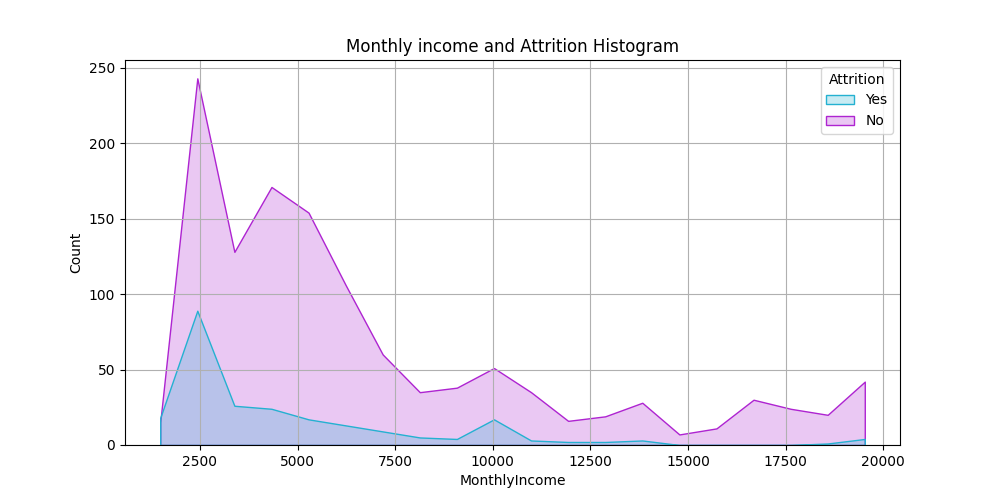 Monthly income and Attrition Histogram
Attrition
Yes
No
Count
250
200
150
100
50
0
2500 5000 7500 10000 12500 15000 17500 20000
MonthlyIncome